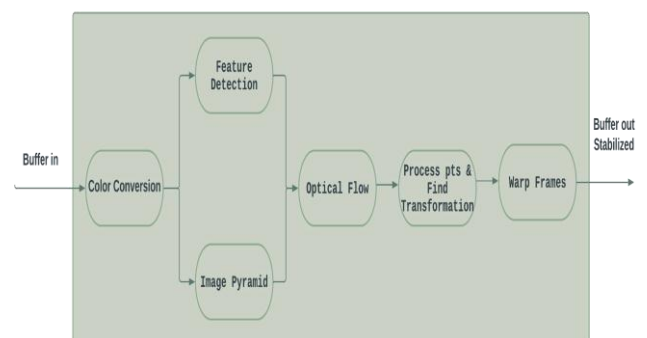 Buffer in
Color Conversion
Feature
Detection
Image Pyramid
Optical Flow
Process pts &
Find
Transformation
Warp Frames
Buffer out
Stabilized